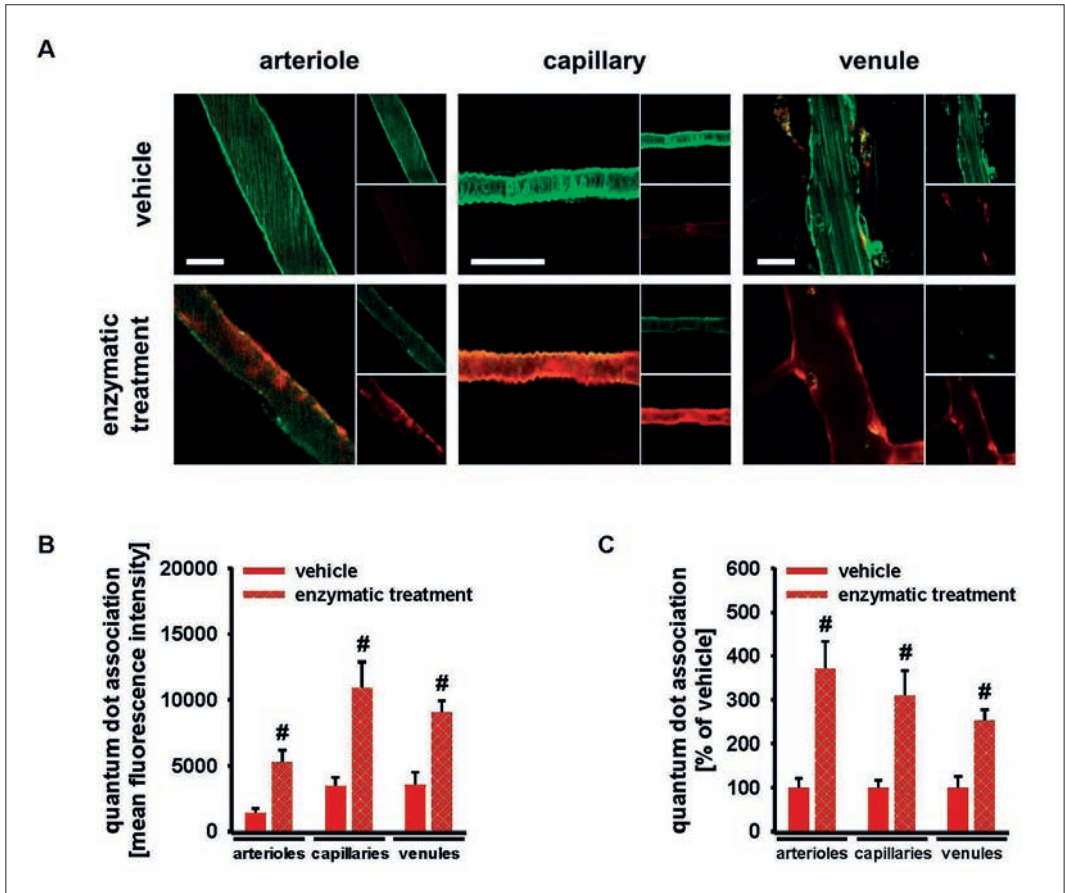 A
arteriole capillary venule
vehicle
enzymatic
treatment
B
quantum dot association
[mean fluorescence intensity]
20000
15000
10000
5000
0
vehicle
enzymatic treatment
#
#
#
arterioles capillaries venules
C
quantum dot association
[% of vehicle]
600
500
400
300
200
100
0
vehicle
enzymatic treatment
#
#
#
arterioles capillaries venules